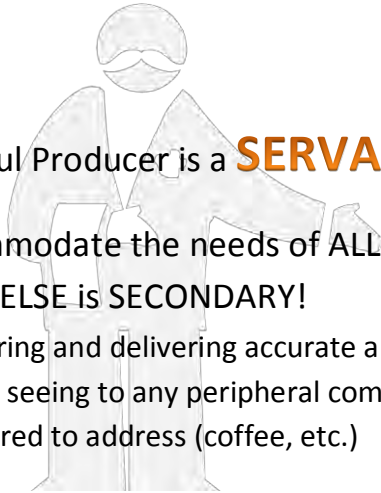 ul Producer is a SERVA
modate the needs of ALL
ELSE is SECONDARY!
ring and delivering accurate a
seeing to any peripheral com
red to address (coffee, etc.)